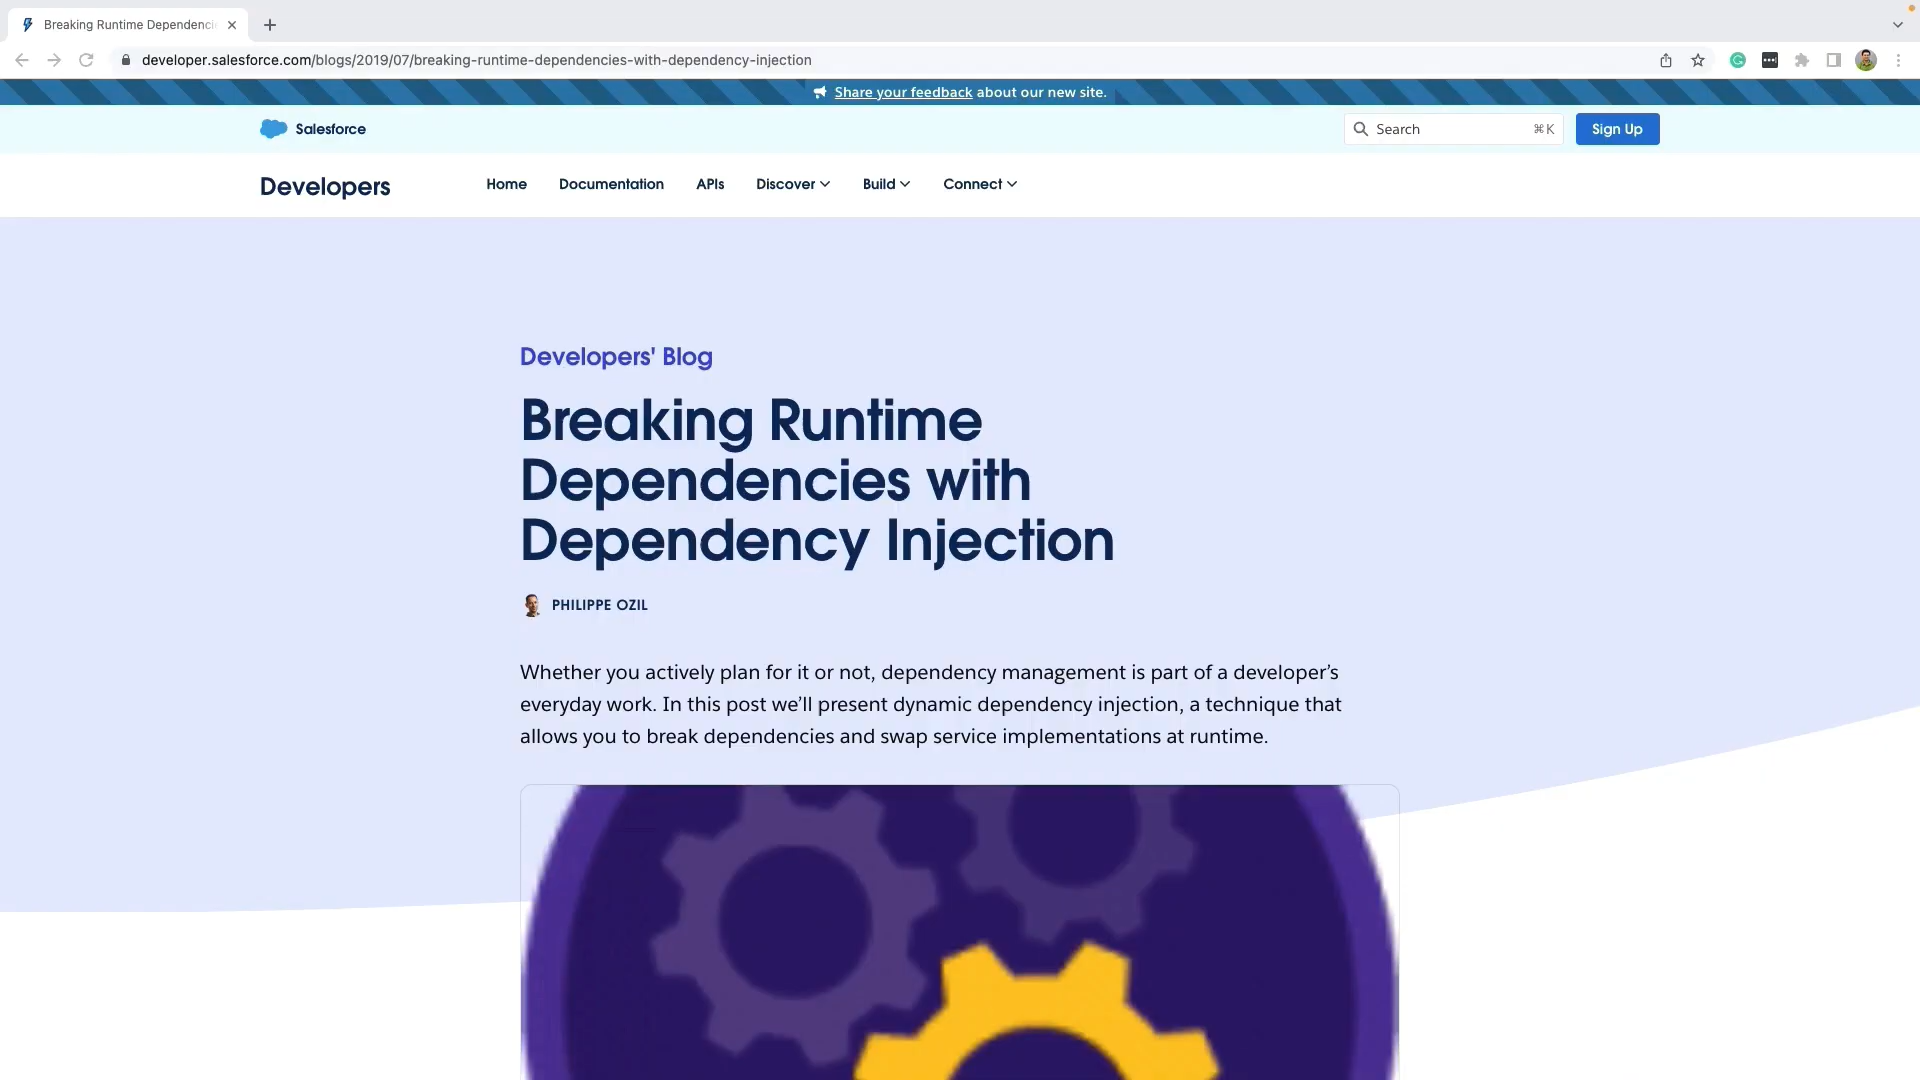 Breaking Runtime Dependenci
developer.salesforce.com/blogs/2019/07/breaking-runtime-dependencies-with-dependency-injection
Share your feedback about our new site.
Salesforce
Search ⌘K
Sign Up
Developers
Home Documentation APIs Discover Build Connect
Developers' Blog
Breaking Runtime
Dependencies with
Dependency Injection
PHILIPPE OZIL
Whether you actively plan for it or not, dependency management is part of a developer’s
everyday work. In this post we’ll present dynamic dependency injection, a technique that
allows you to break dependencies and swap service implementations at runtime.